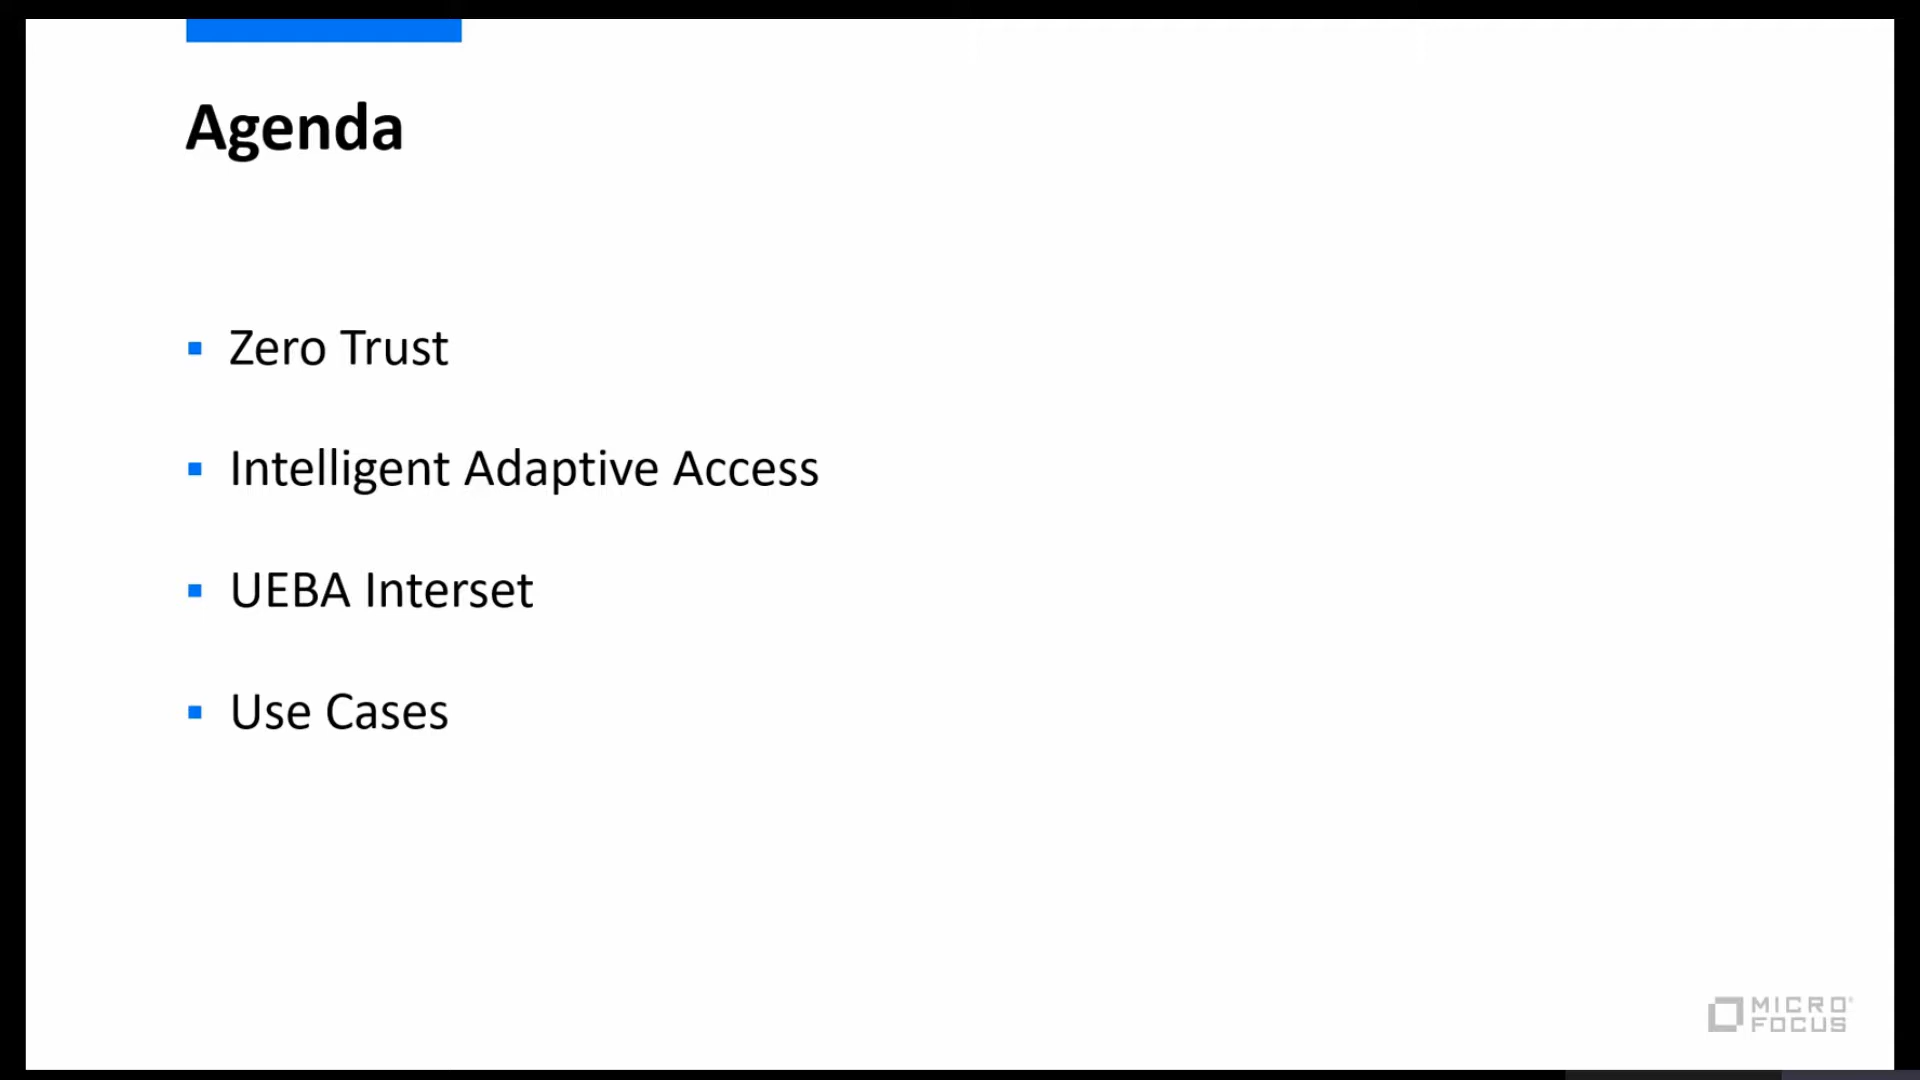 Agenda
Zero Trust
Intelligent Adaptive Access
UEBA Interset
Use Cases
MICRO
FOCUS